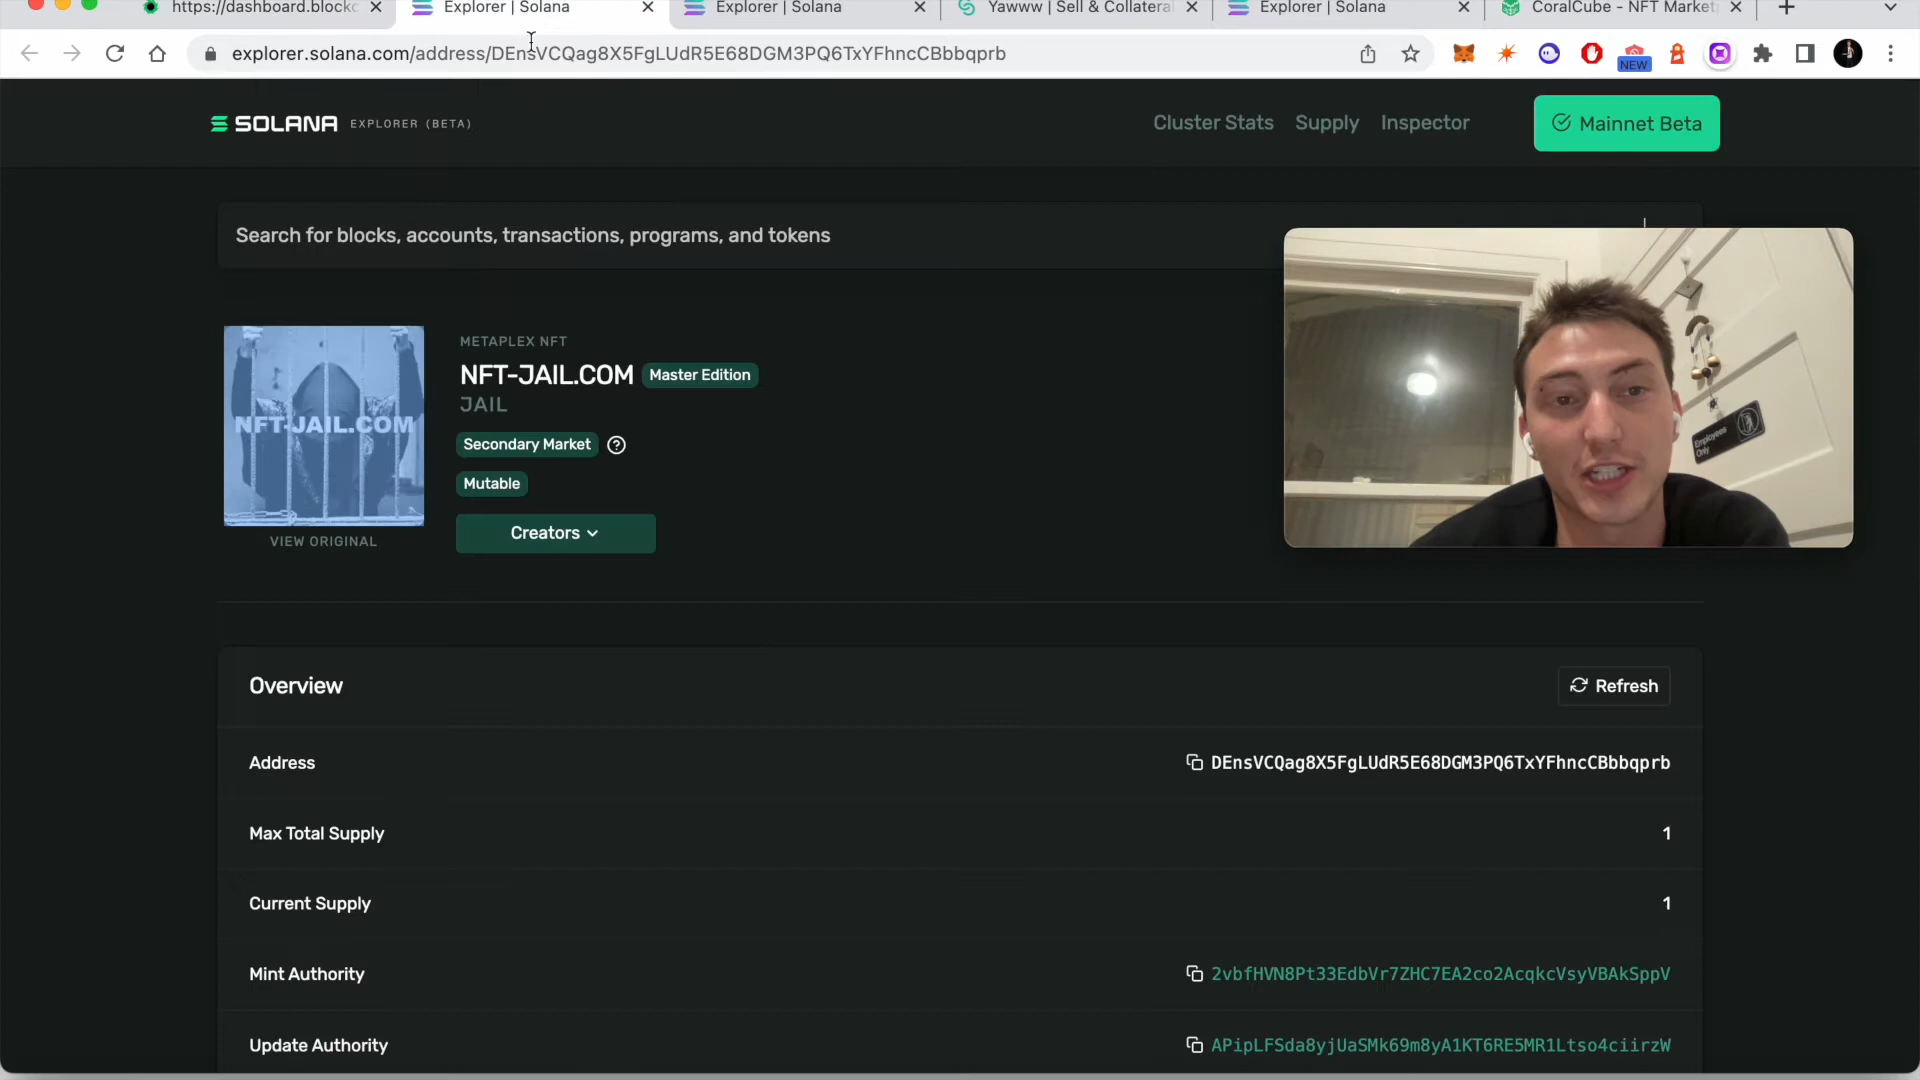 https://dashboard.blockc
Explorer | Solana
Explorer | Solana
Yawww | Sell & Collateral
Explorer | Solana
CoralCube - NFT Market
explorer.solana.com/address/DEnsVCQag8X5FgLUdR5E68DGM3PQ6TxYFhncCBbbqprb
NEW
SOLANA EXPLORER (BETA)
Cluster Stats
Supply
Inspector
Mainnet Beta
Search for blocks, accounts, transactions, programs, and tokens
NFT-JAIL.COM
VIEW ORIGINAL
METAPLEX NFT
NFT-JAIL.COM Master Edition
JAIL
Secondary Market
Mutable
Creators
Employees
Only
Overview
Refresh
Address DEnsVCQag8X5FgLUdR5E68DGM3PQ6TxYFhncCBbbqprb
Max Total Supply 1
Current Supply 1
Mint Authority 2vbfHVN8Pt33EdbVr7ZHC7EA2co2AcqkcVsyVBAkSppV
Update Authority APipLFSda8yjUaSMk69m8yA1KT6RE5MR1Ltso4ciirzW